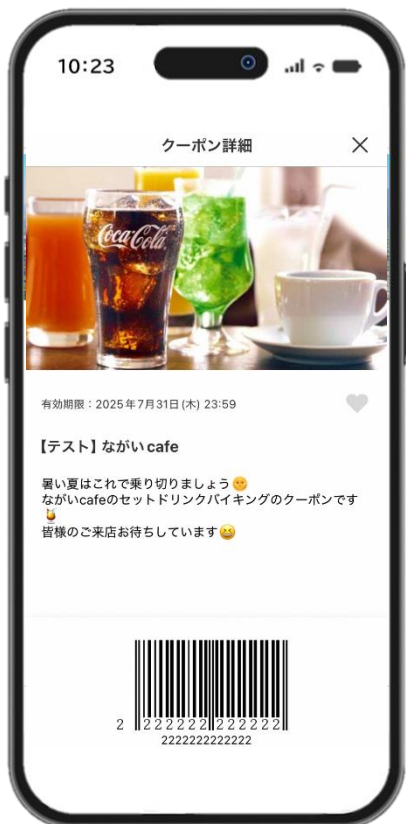 10:23
クーポン詳細
Coca-Cola
有効期限：2025年7月31日(木) 23:59
【テスト】ながいcafe
暑い夏はこれで乗り切りましょう🌞
ながいcafeのセットドリンクバイキングのクーポンです
🍹
皆様のご来店お待ちしています😆
2 222222 222222
2222222222222